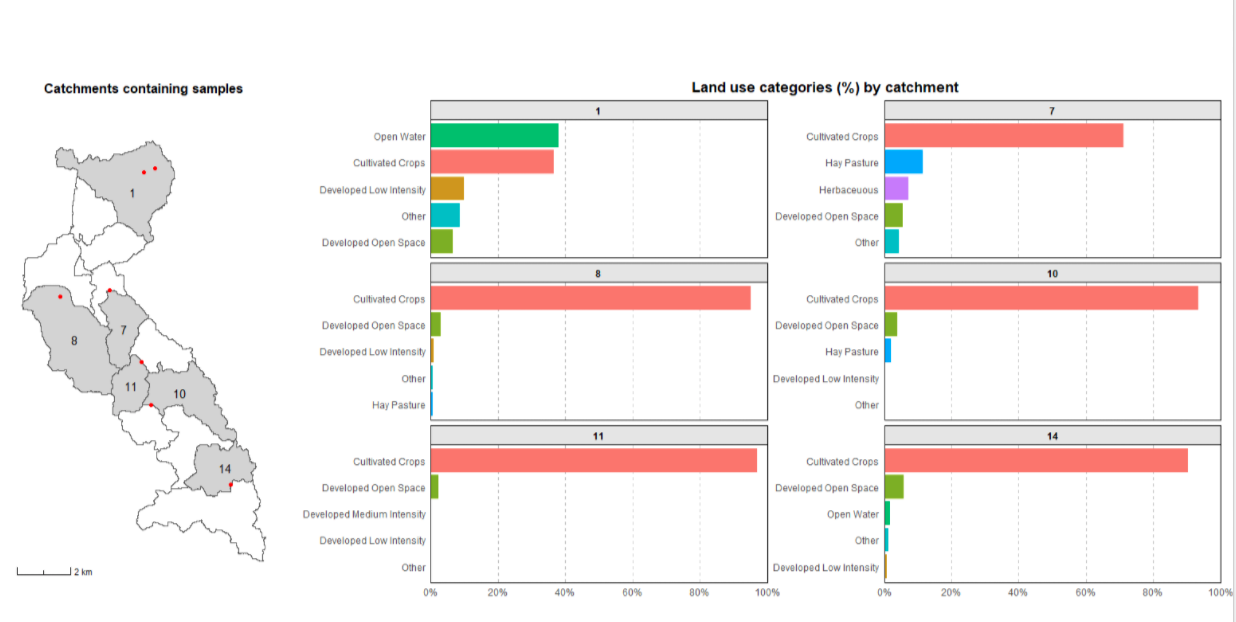 Catchments containing samples
1
8
7
11
10
14
2 km
Land use categories (%) by catchment
1
Open Water
Cultivated Crops
Developed Low Intensity
Other
Developed Open Space
7
Cultivated Crops
Hay Pasture
Herbaceuous
Developed Open Space
Other
8
Cultivated Crops
Developed Open Space
Developed Low Intensity
Other
Hay Pasture
10
Cultivated Crops
Developed Open Space
Hay Pasture
Developed Low Intensity
Other
11
Cultivated Crops
Developed Open Space
Developed Medium Intensity
Developed Low Intensity
Other
0% 20% 40% 60% 80% 100%
14
Cultivated Crops
Developed Open Space
Open Water
Other
Developed Low Intensity
0% 20% 40% 60% 80% 100%